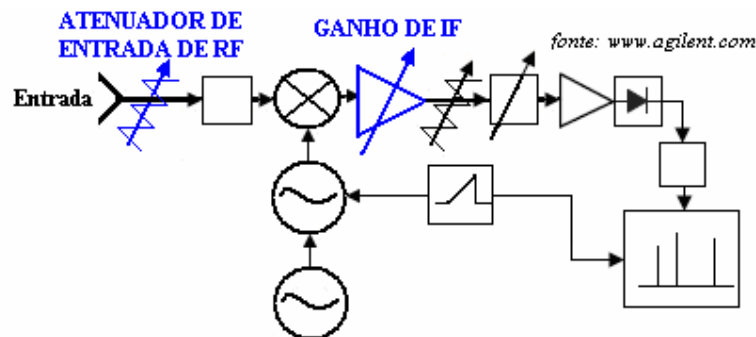 ATENUADOR DE
ENTRADA DE RF
GANHO DE IF
fonte: www.agilent.com
Entrada